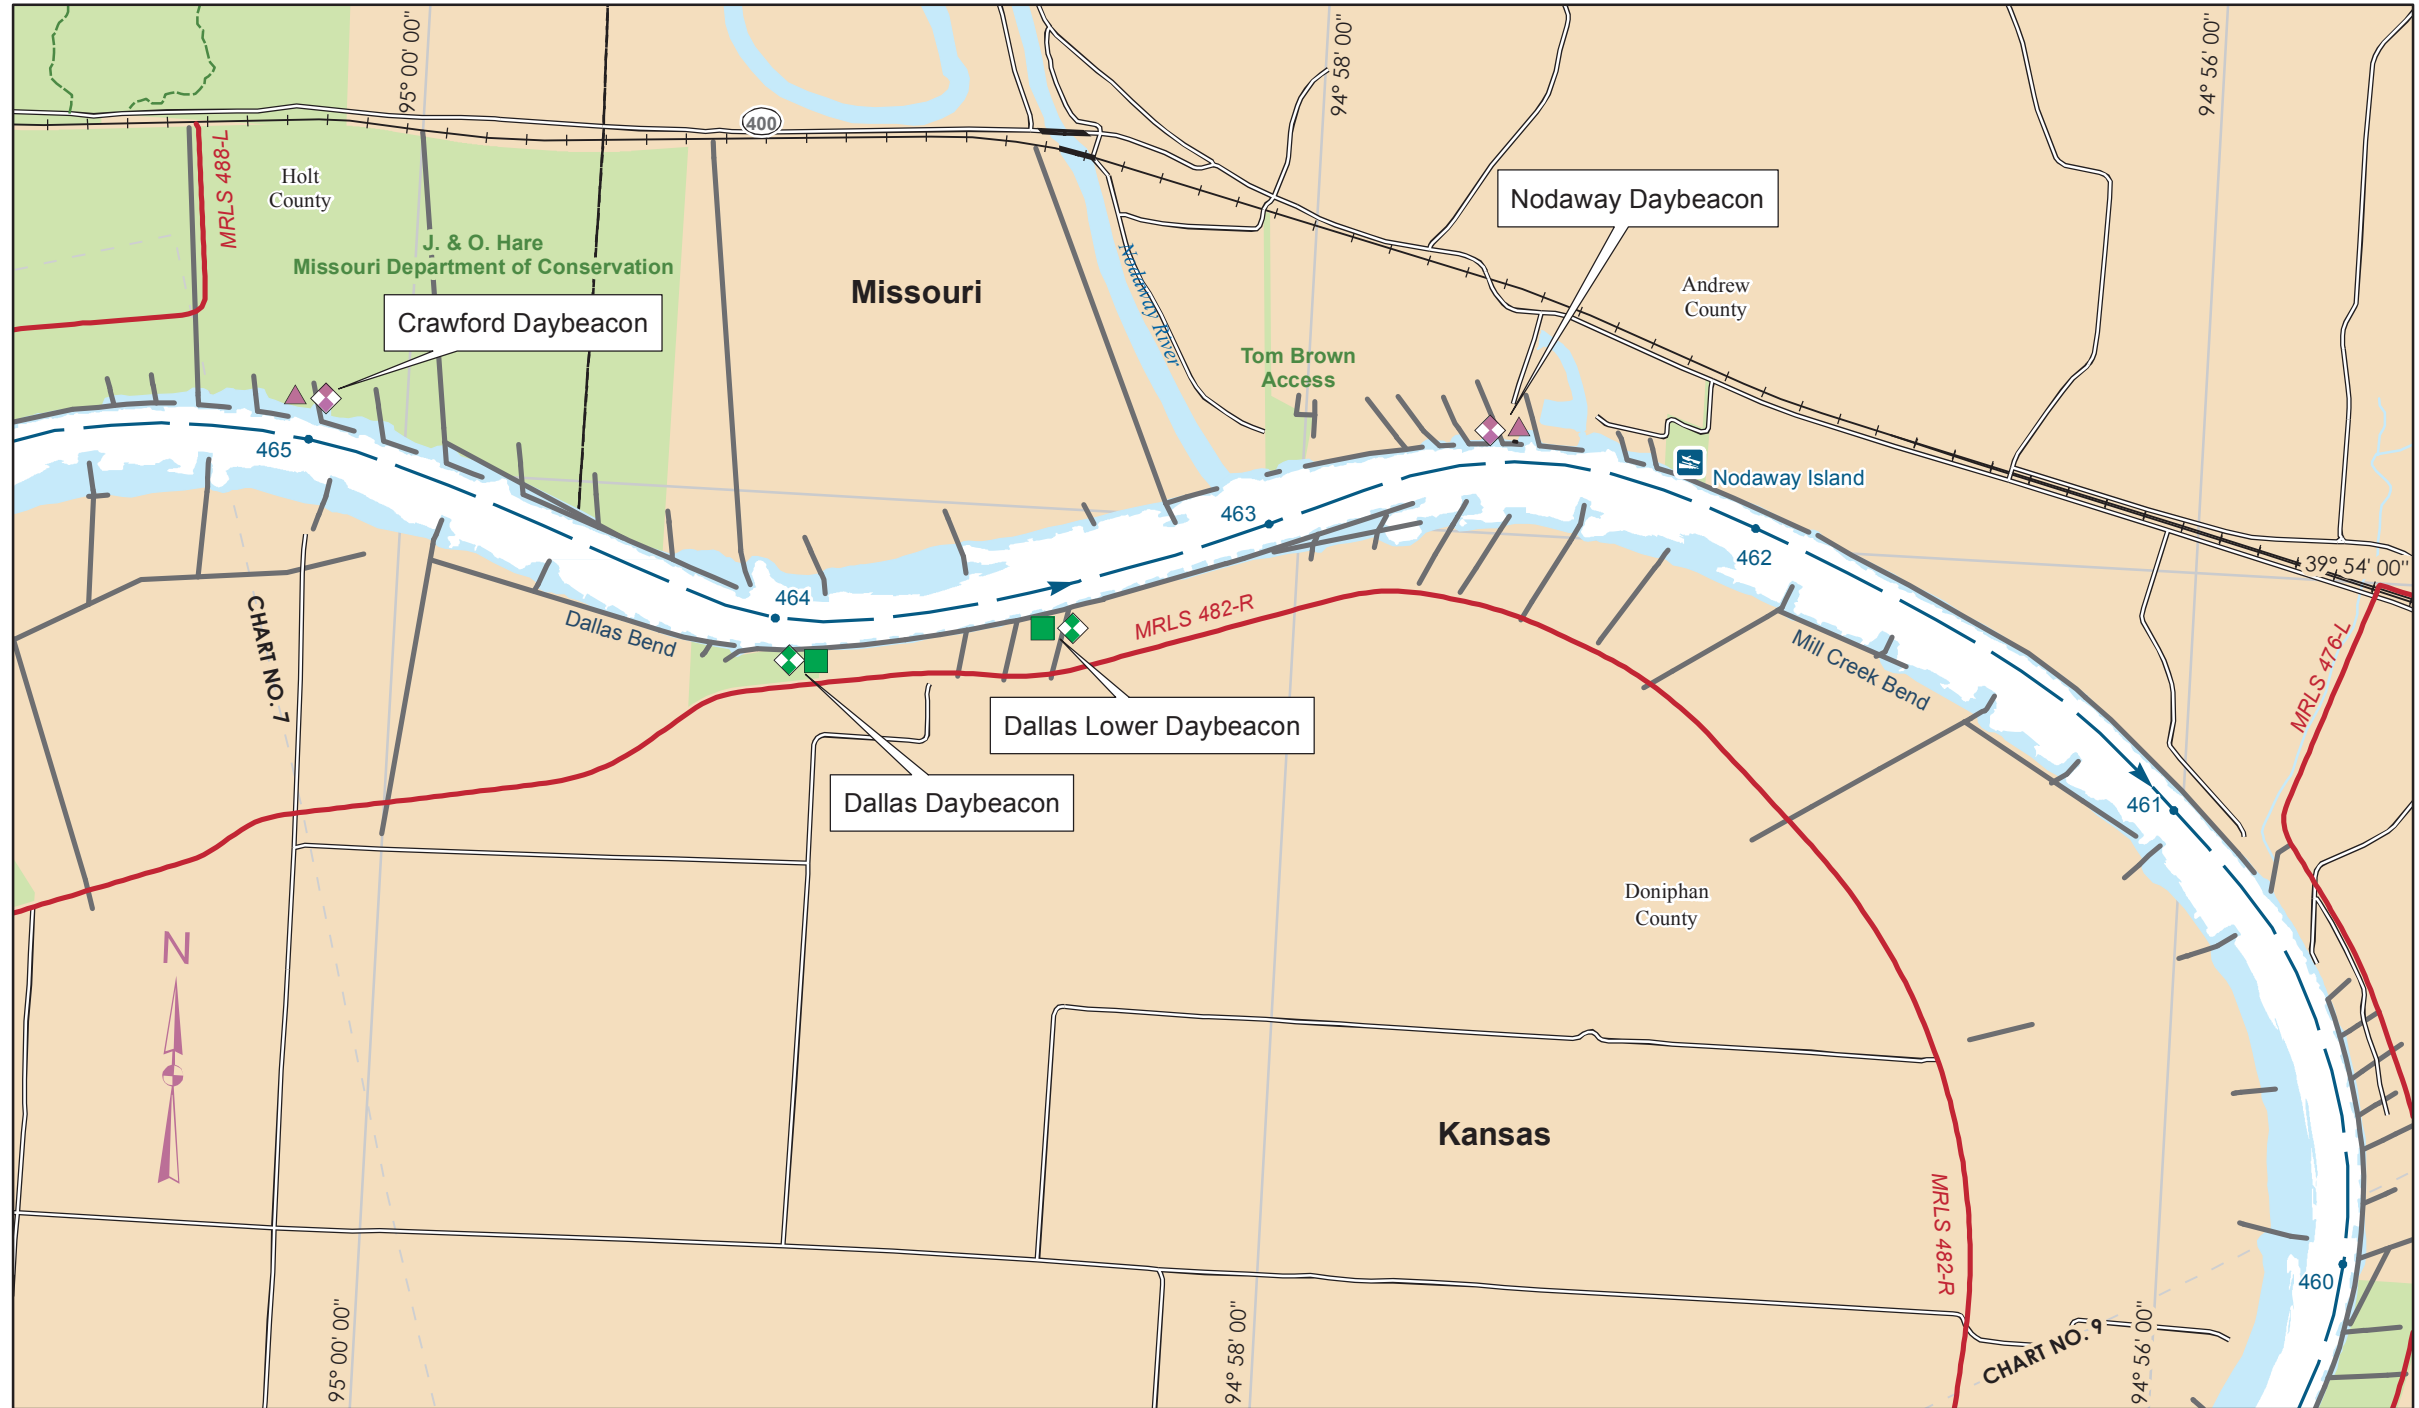 95° 00' 00"
94° 58' 00"
94° 56' 00"
400
MRLS 488-L
Holt
County
J. & O. Hare
Missouri Department of Conservation
Crawford Daybeacon
Missouri
Nodaway River
Nodaway Daybeacon
Andrew
County
Tom Brown
Access
465
463
Nodaway Island
462
39° 54' 00"
464
Dallas Bend
MRLS 482-R
CHART NO. 7
Mill Creek Bend
MRLS 476-L
Dallas Lower Daybeacon
Dallas Daybeacon
461
Doniphan
County
N
Kansas
MRLS 482-R
460
CHART NO. 9
95° 00' 00"
94° 58' 00"
94° 56' 00"